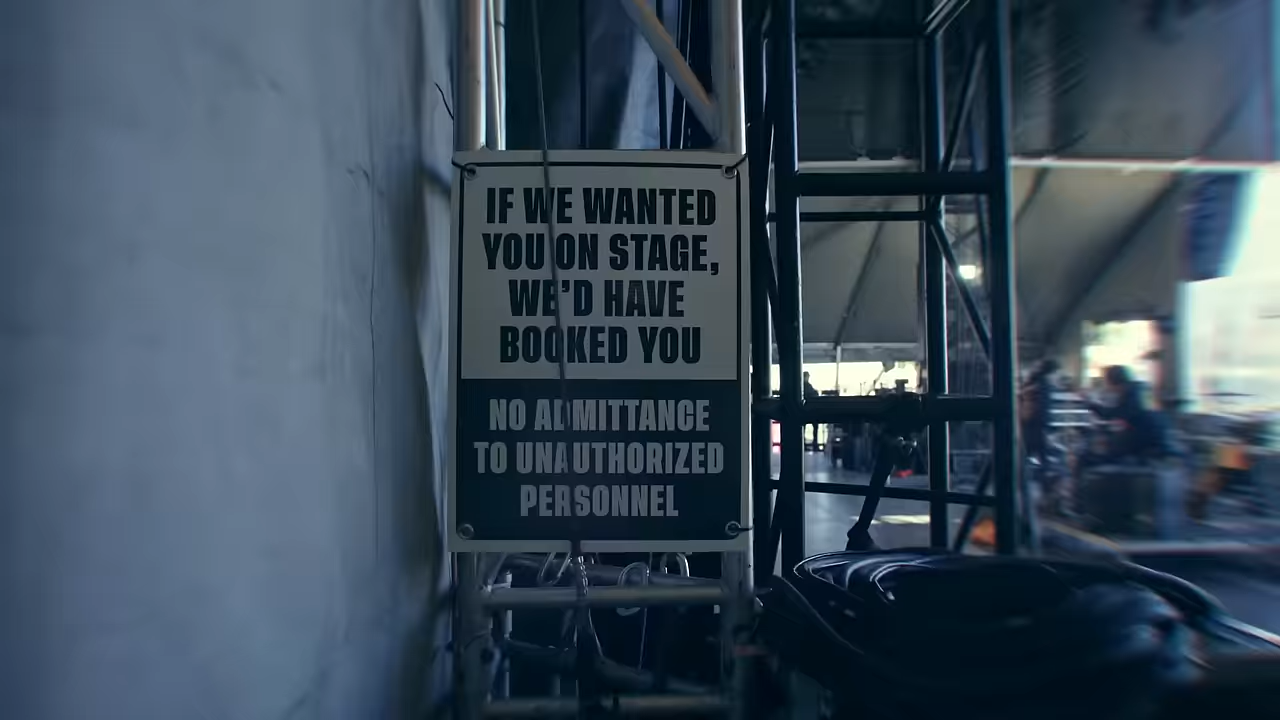 IF WE WANTED
YOU ON STAGE,
WE'D HAVE
BOOKED YOU
NO ADMITTANCE
TO UNAUTHORIZED
PERSONNEL